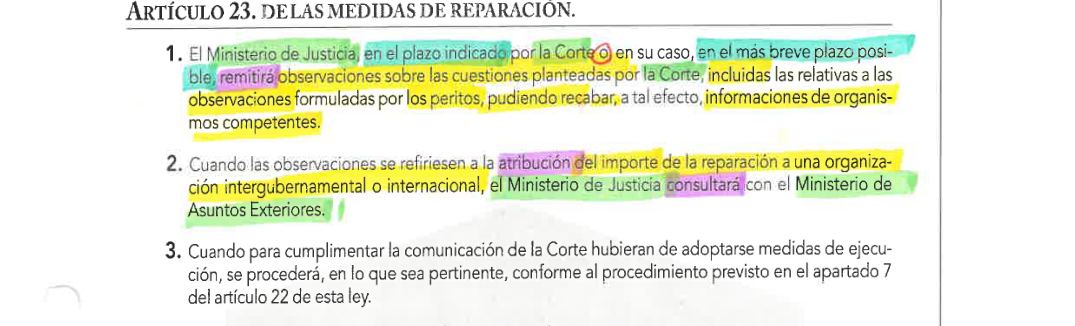 ARTÍCULO 23. DE LAS MEDIDAS DE REPARACIÓN.
1. El Ministerio de Justicia, en el plazo indicado por la Corte o, en su caso, en el más breve plazo posi-
ble, remitirá observaciones sobre las cuestiones planteadas por la Corte, incluidas las relativas a las
observaciones formuladas por los peritos, pudiendo recabar, a tal efecto, informaciones de organis-
mos competentes.
2. Cuando las observaciones se refiriesen a la atribución del importe de la reparación a una organiza-
ción intergubernamental o internacional, el Ministerio de Justicia consultará con el Ministerio de
Asuntos Exteriores.
3. Cuando para cumplimentar la comunicación de la Corte hubieran de adoptarse medidas de ejecu-
ción, se procederá, en lo que sea pertinente, conforme al procedimiento previsto en el apartado 7
del artículo 22 de esta ley.